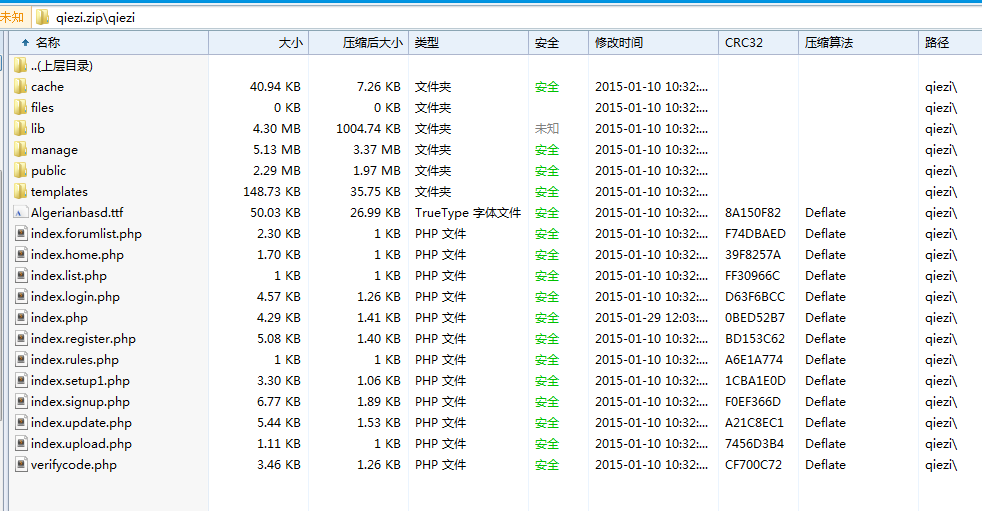 未知 qiezi.zip\qiezi
名称 大小 压缩后大小 类型 安全 修改时间 CRC32 压缩算法 路径
..(上层目录)
cache 40.94 KB 7.26 KB 文件夹 安全 2015-01-10 10:32:... qiezi\
files 0 KB 0 KB 文件夹 2015-01-10 10:32:... qiezi\
lib 4.30 MB 1004.74 KB 文件夹 未知 2015-01-10 10:32:... qiezi\
manage 5.13 MB 3.37 MB 文件夹 安全 2015-01-10 10:32:... qiezi\
public 2.29 MB 1.97 MB 文件夹 安全 2015-01-10 10:32:... qiezi\
templates 148.73 KB 35.75 KB 文件夹 安全 2015-01-10 10:32:... qiezi\
Algerianbasd.ttf 50.03 KB 26.99 KB TrueType 字体文件 安全 2015-01-10 10:32:... 8A150F82 Deflate qiezi\
index.forumlist.php 2.30 KB 1 KB PHP 文件 安全 2015-01-10 10:32:... F74DBAED Deflate qiezi\
index.home.php 1.70 KB 1 KB PHP 文件 安全 2015-01-10 10:32:... 39F8257A Deflate qiezi\
index.list.php 1 KB 1 KB PHP 文件 安全 2015-01-10 10:32:... FF30966C Deflate qiezi\
index.login.php 4.57 KB 1.26 KB PHP 文件 安全 2015-01-10 10:32:... D63F6BCC Deflate qiezi\
index.php 4.29 KB 1.41 KB PHP 文件 安全 2015-01-29 12:03:... 0BED52B7 Deflate qiezi\
index.register.php 5.08 KB 1.40 KB PHP 文件 安全 2015-01-10 10:32:... BD153C62 Deflate qiezi\
index.rules.php 1 KB 1 KB PHP 文件 安全 2015-01-10 10:32:... A6E1A774 Deflate qiezi\
index.setup1.php 3.30 KB 1.06 KB PHP 文件 安全 2015-01-10 10:32:... 1CBA1E0D Deflate qiezi\
index.signup.php 6.77 KB 1.89 KB PHP 文件 安全 2015-01-10 10:32:... F0EF366D Deflate qiezi\
index.update.php 5.44 KB 1.53 KB PHP 文件 安全 2015-01-10 10:32:... A21C8EC1 Deflate qiezi\
index.upload.php 1.11 KB 1 KB PHP 文件 安全 2015-01-10 10:32:... 7456D3B4 Deflate qiezi\
verifycode.php 3.46 KB 1.26 KB PHP 文件 安全 2015-01-10 10:32:... CF700C72 Deflate qiezi\